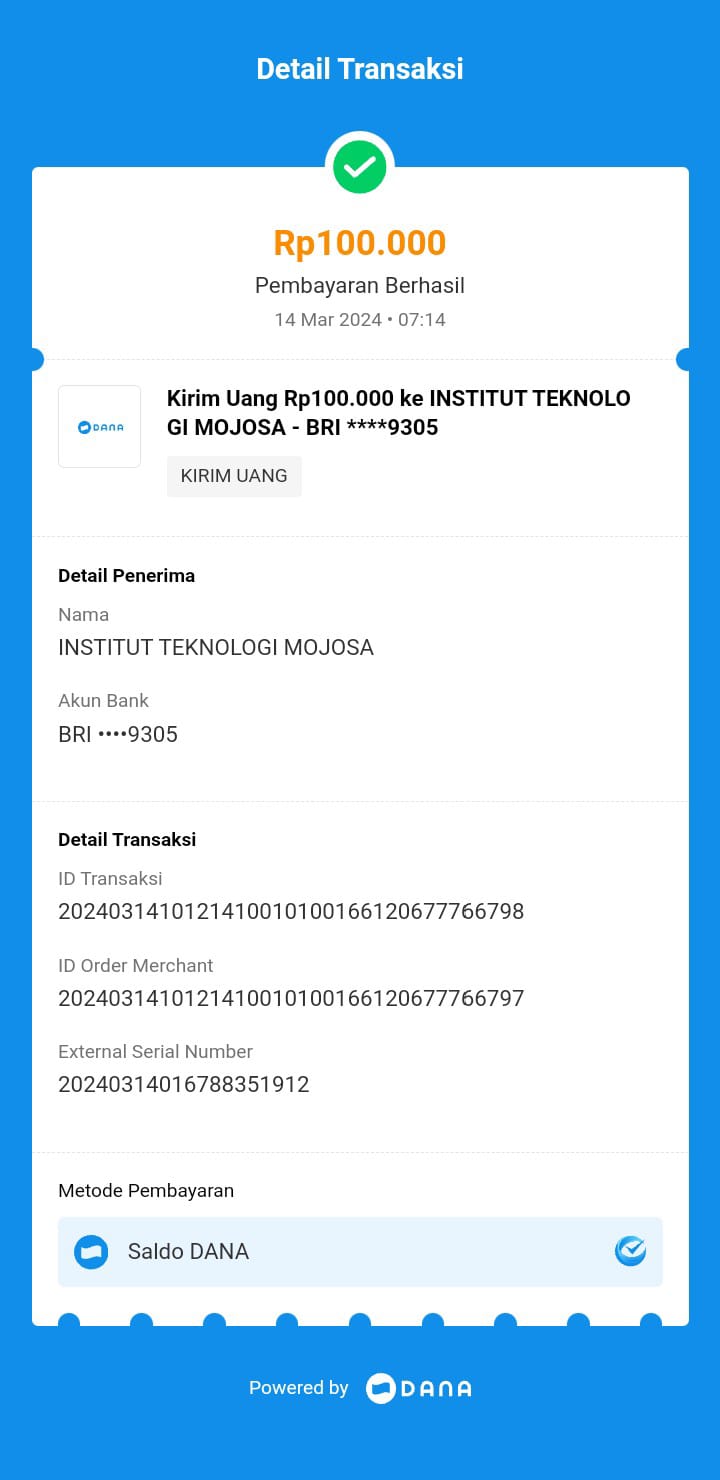 Detail Transaksi
Rp100.000
Pembayaran Berhasil
14 Mar 2024 • 07:14
DANA
Kirim Uang Rp100.000 ke INSTITUT TEKNOLO
GI MOJOSA - BRI ****9305
KIRIM UANG
Detail Penerima
Nama
INSTITUT TEKNOLOGI MOJOSA
Akun Bank
BRI ••••9305
Detail Transaksi
ID Transaksi
2024031410121410010100166120677766798
ID Order Merchant
2024031410121410010100166120677766797
External Serial Number
20240314016788351912
Metode Pembayaran
Saldo DANA
Powered by DANA